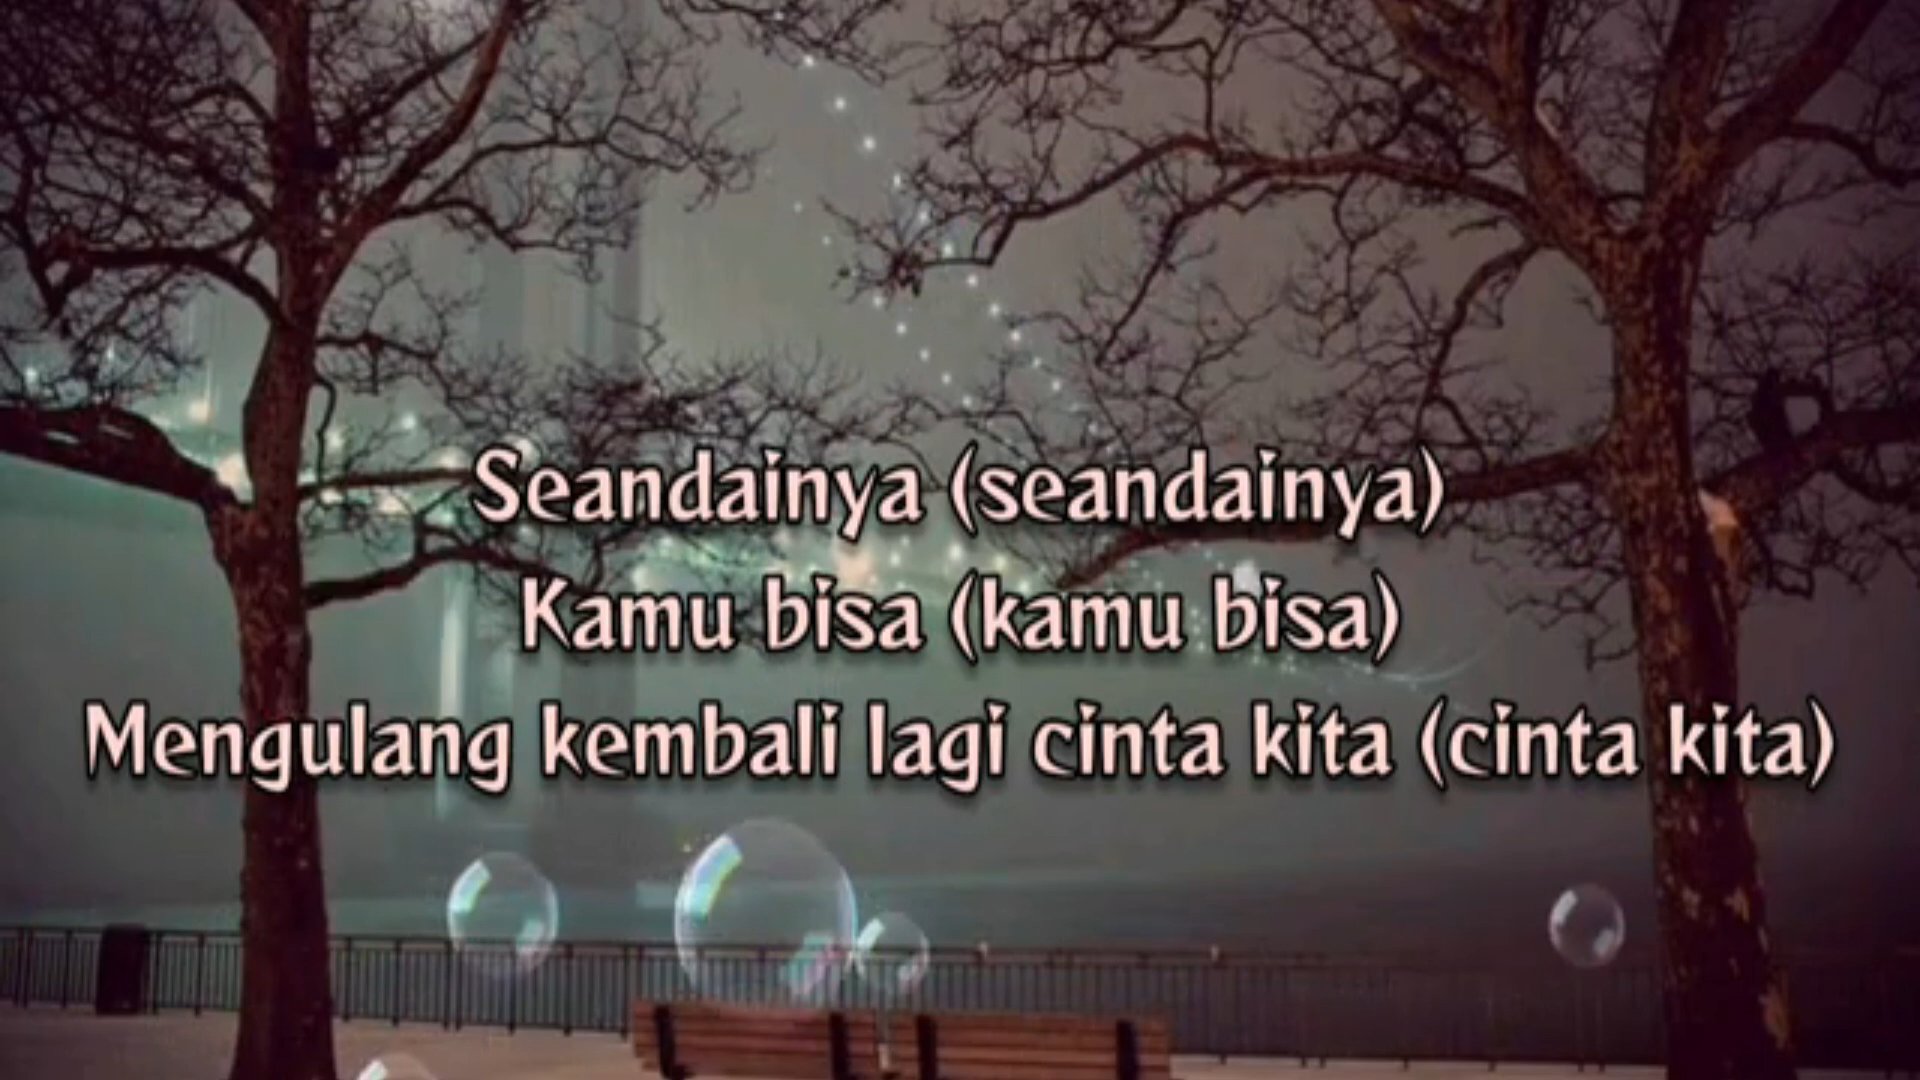 Seandainya (seandainya)
Kamu bisa (kamu bisa)
Mengulang kembali lagi cinta kita (cinta kita)